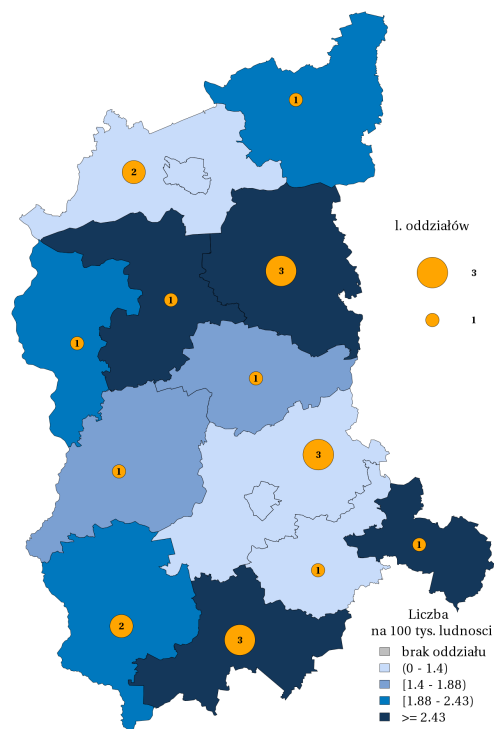 1
2
l. oddziałów
3
3
1
1
1
1
1
3
1
1
1
2
3
Liczba
na 100 tys. ludnosci
brak oddziału
(0 - 1.4)
[1.4 - 1.88)
[1.88 - 2.43)
>= 2.43